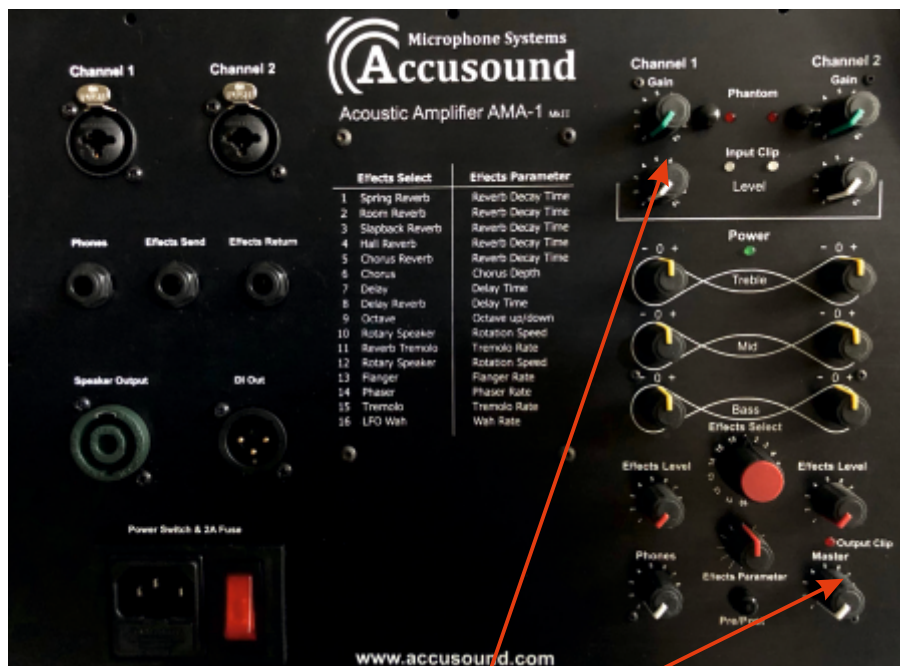 Microphone Systems
Accusound
Acoustic Amplifier AMA-1 MkII
Channel 1
Channel 2
Phones
Effects Send
Effects Return
Speaker Output
DI Out
Power Switch & 2A Fuse
Effects Select Effects Parameter
1 Spring Reverb Reverb Decay Time
2 Room Reverb Reverb Decay Time
3 Slapback Reverb Reverb Decay Time
4 Hall Reverb Reverb Decay Time
5 Chorus Reverb Reverb Decay Time
6 Chorus Chorus Depth
7 Delay Delay Time
8 Delay Reverb Delay Time
9 Octave Octave up/down
10 Rotary Speaker Rotation Speed
11 Reverb Tremolo Tremolo Rate
12 Rotary Speaker Rotation Speed
13 Flanger Flanger Rate
14 Phaser Phaser Rate
15 Tremolo Tremolo Rate
16 LFO Wah Wah Rate
www.accusound.com
Channel 1 Channel 2
Gain Gain
Phantom
Input Clip
Level
Power
- 0 + - 0 +
Treble
- 0 + - 0 +
Mid
- 0 + - 0 +
Bass
Effects Select
Effects Level Effects Level
Output Clip
Phones Master
Effects Parameter
Pre/Post